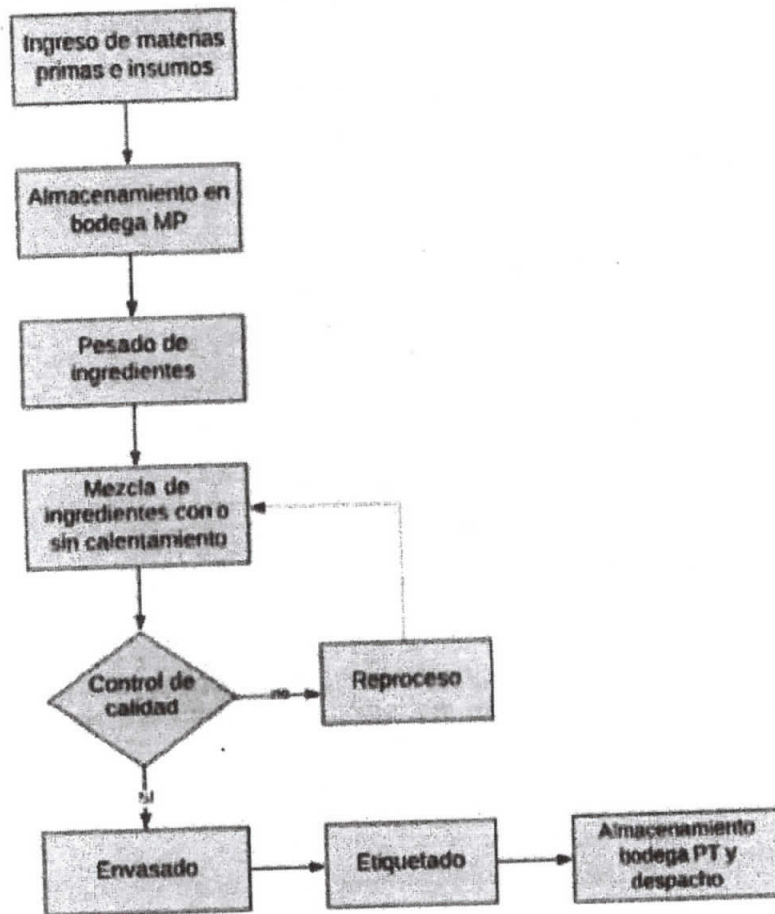 Ingreso de materias
primas e insumos
Almacenamiento en
bodega MP
Pesado de
ingredientes
Mezcla de
ingredientes con o
sin calentamiento
Control de
calidad
no
Reproceso
SI
Envasado
Etiquetado
Almacenamiento
bodega PT y
despacho